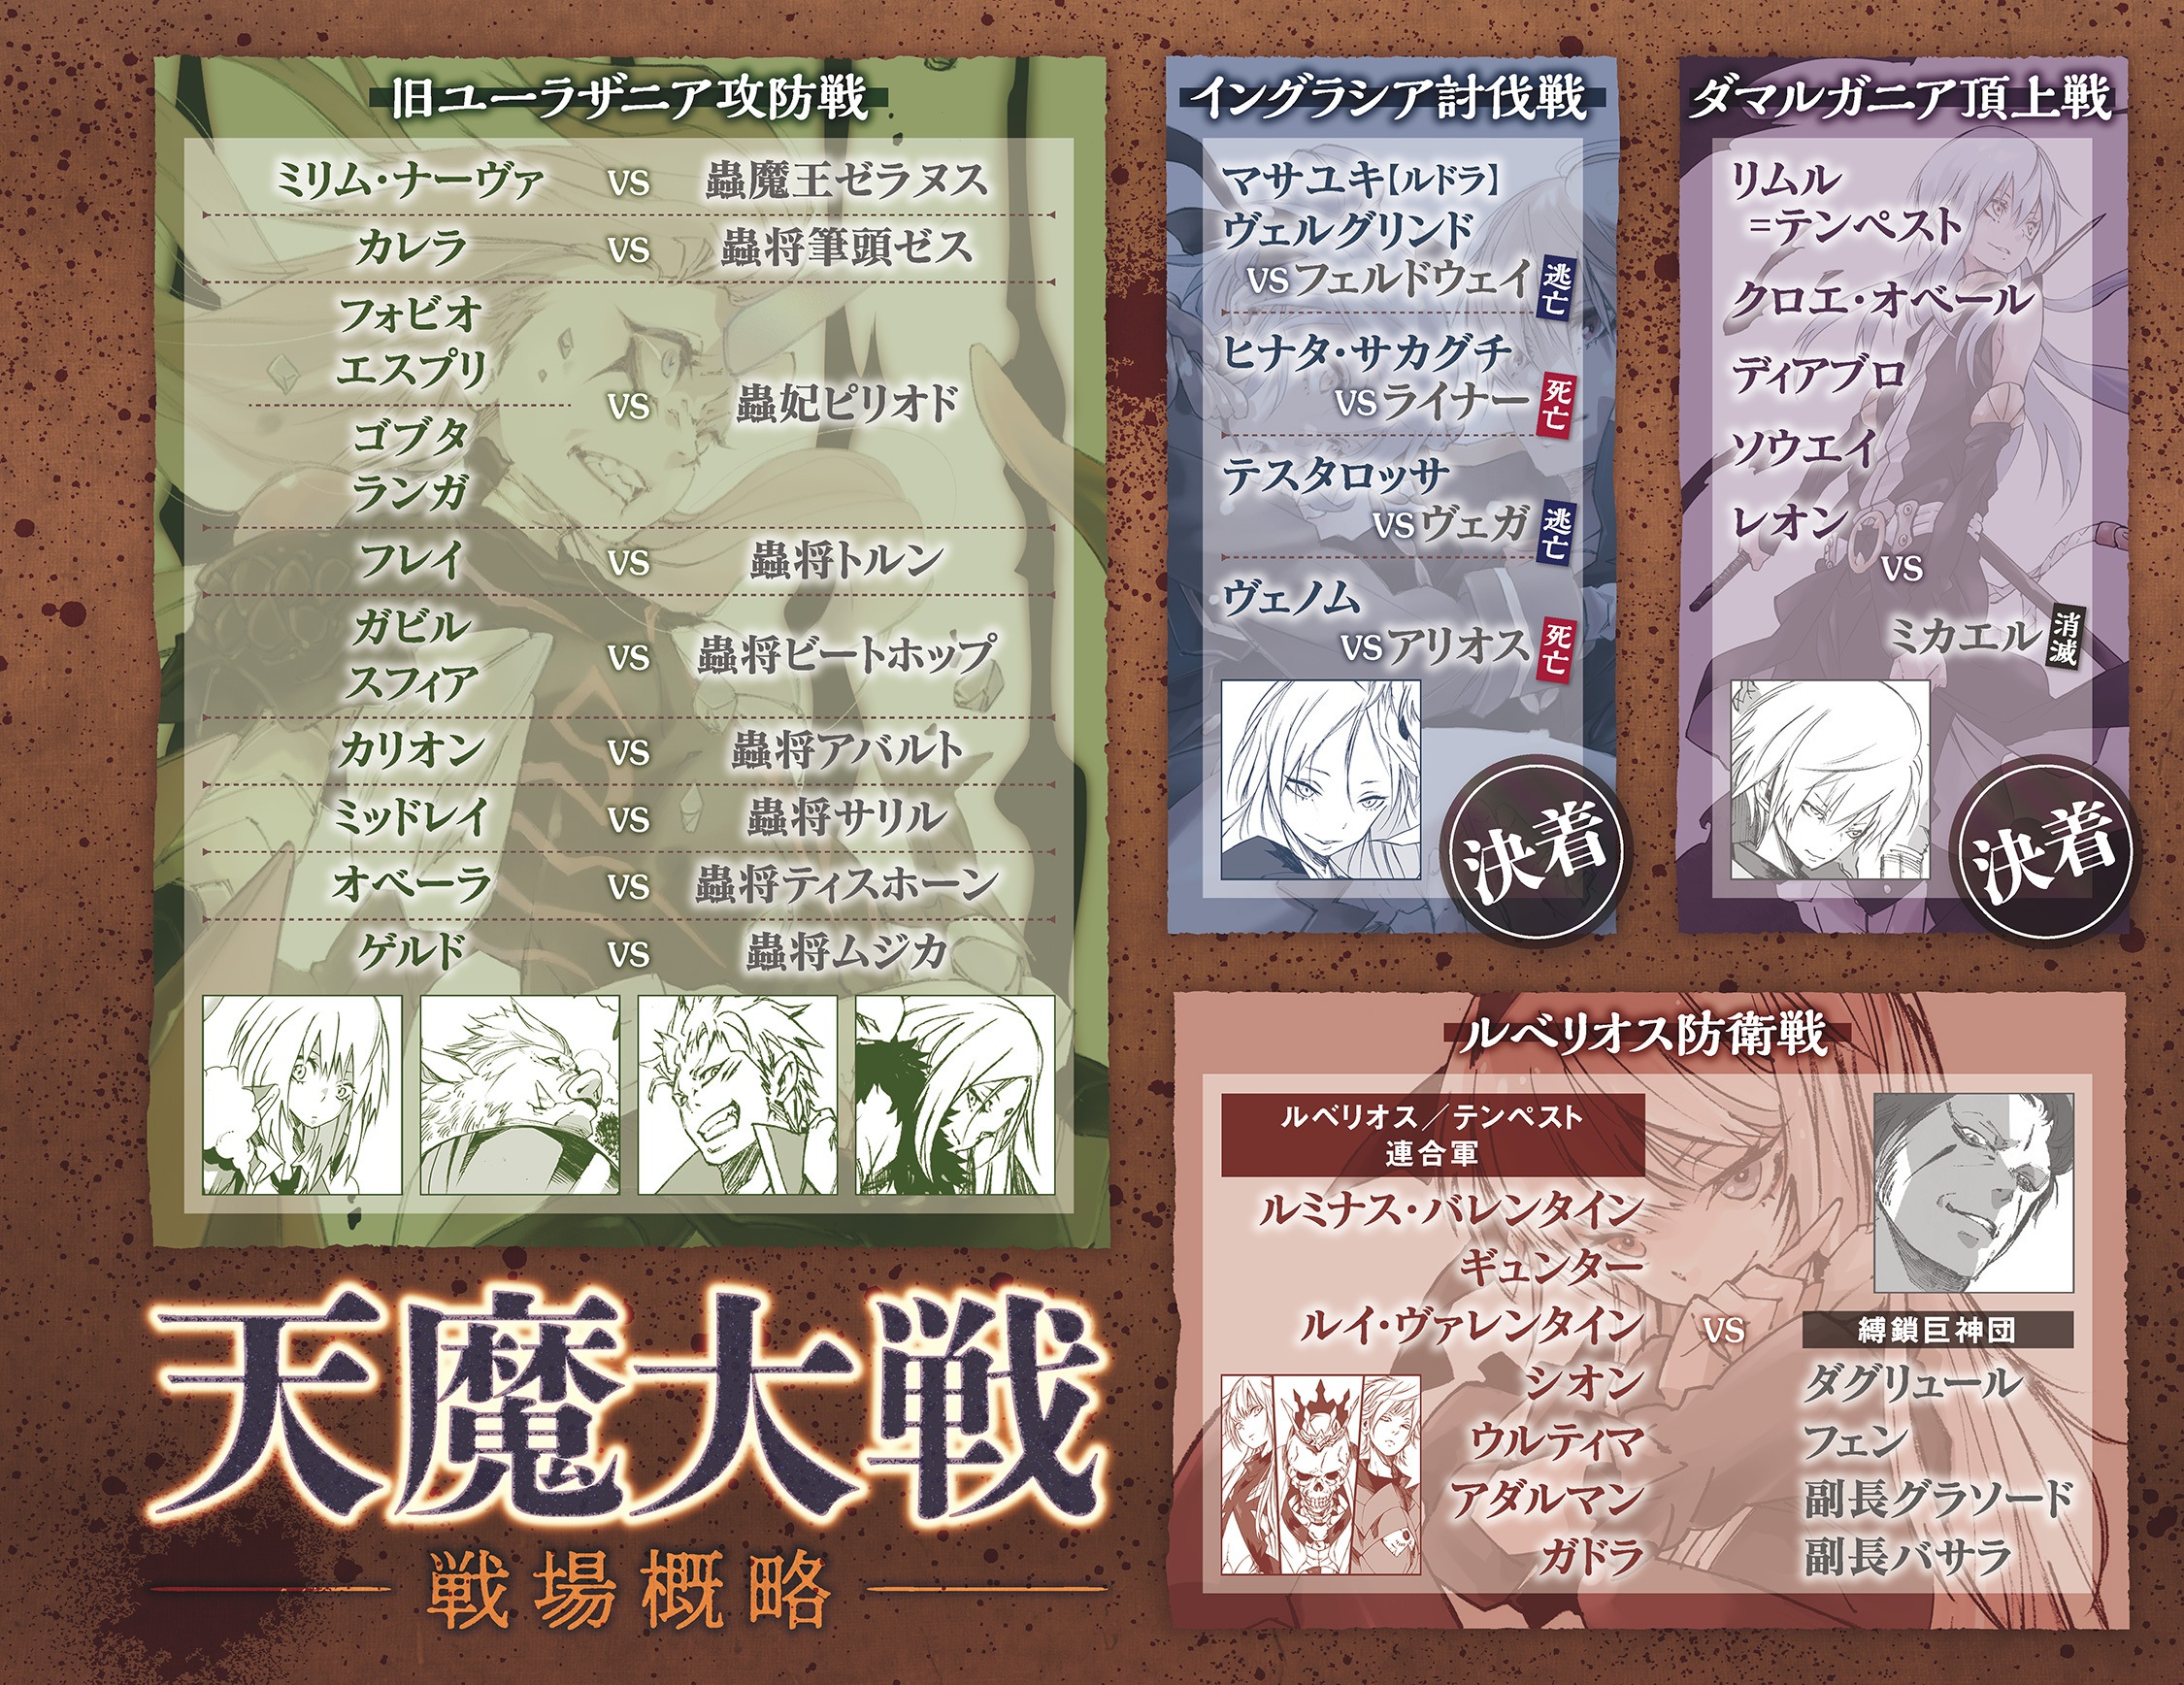 旧ユーラザニア攻防戦
ミリム・ナーヴァ VS 蟲魔王ゼラヌス
カレラ VS 蟲将筆頭ゼス
フォビオ
エスプリ
ゴブタ
ランガ
VS 蟲妃ピリオド
フレイ VS 蟲将トルン
ガビル
スフィア
VS 蟲将ビートホップ
カリオン VS 蟲将アバルト
ミッドレイ VS 蟲将サリル
オベーラ VS 蟲将ティスホーン
ゲルド VS 蟲将ムジカ
イングラシア討伐戦
マサユキ【ルドラ】
ヴェルグリンド
VSフェルドウェイ 逃亡
ヒナタ・サカグチ
VSライナー 死亡
テスタロッサ
VSヴェガ 逃亡
ヴェノム
VSアリオス 死亡
決着
ダマルガニア頂上戦
リムル
=テンペスト
クロエ・オベール
ディアブロ
ソウエイ
レオン
VS
ミカエル 消滅
決着
ルベリオス防衛戦
ルベリオス／テンペスト
連合軍
ルミナス・バレンタイン
ギュンター
ルイ・ヴァレンタイン
シオン
ウルティマ
アダルマン
ガドラ
VS
縛鎖巨神団
ダグリュール
フェン
副長グラソード
副長バサラ
天魔大戦
戦場概略